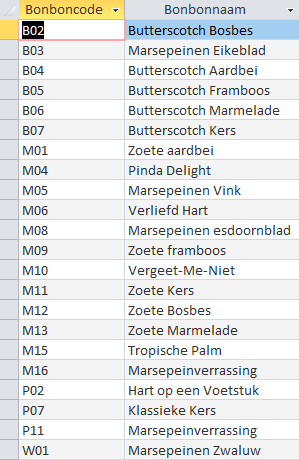 Bonboncode Bonbonnaam
B02 Butterscotch Bosbes
B03 Marsepeinen Eikeblad
B04 Butterscotch Aardbei
B05 Butterscotch Framboos
B06 Butterscotch Marmelade
B07 Butterscotch Kers
M01 Zoete aardbei
M04 Pinda Delight
M05 Marsepeinen Vink
M06 Verliefd Hart
M08 Marsepeinen esdoornblad
M09 Zoete framboos
M10 Vergeet-Me-Niet
M11 Zoete Kers
M12 Zoete Bosbes
M13 Zoete Marmelade
M15 Tropische Palm
M16 Marsepeinverrassing
P02 Hart op een Voetstuk
P07 Klassieke Kers
P11 Marsepeinverrassing
W01 Marsepeinen Zwaluw